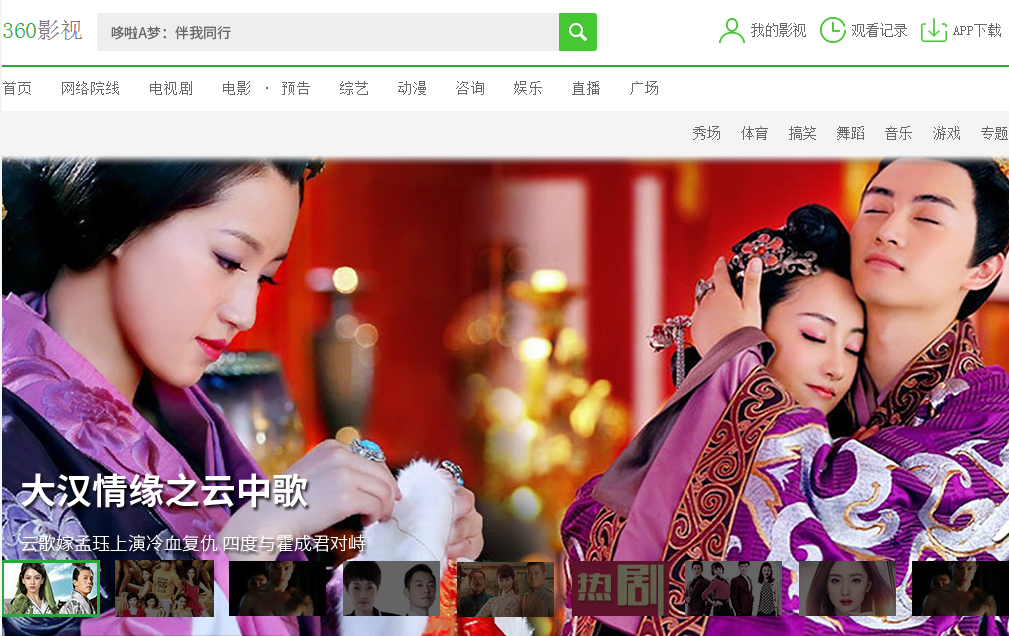 360影视
哆啦A梦：伴我同行
我的影视 观看记录 APP下载
首页 网络院线 电视剧 电影 · 预告 综艺 动漫 咨询 娱乐 直播 广场
秀场 体育 搞笑 舞蹈 音乐 游戏 专题
大汉情缘之云中歌
云歌嫁孟珏上演冷血复仇 四度与霍成君对峙
热剧